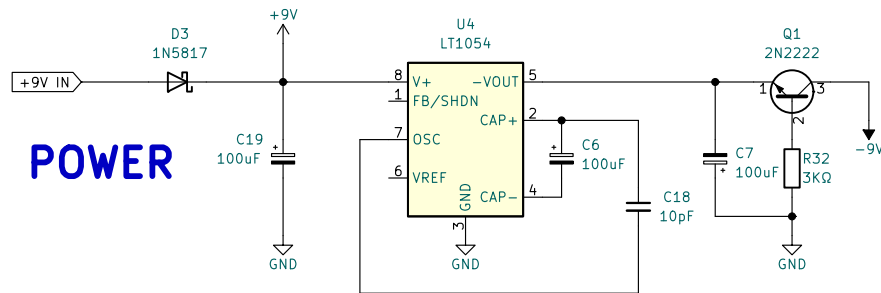 +9V
D3
1N5817
U4
LT1054
Q1
2N2222
+9V IN
8 V+
-VOUT 5
1 FB/SHDN
1 3
2
CAP+ 2
7 OSC
C19
100uF
C6
100uF
C7
100uF
R32
3KΩ
-9V
POWER
6 VREF
CAP- 4
GND
3
C18
10pF
GND
GND
GND